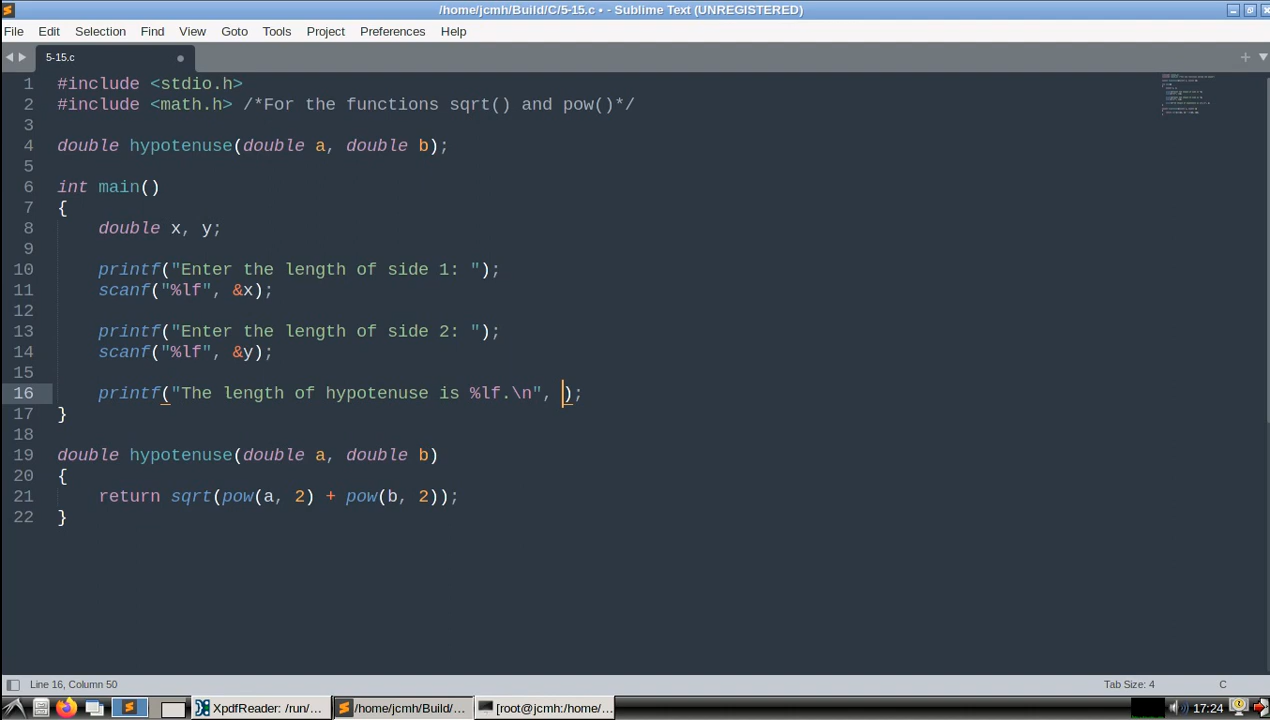 /home/jcmh/Build/C/5-15.c • - Sublime Text (UNREGISTERED)
File Edit Selection Find View Goto Tools Project Preferences Help
5-15.c
1 #include <stdio.h>
2 #include <math.h> /*For the functions sqrt() and pow()*/
3
4 double hypotenuse(double a, double b);
5
6 int main()
7 {
8     double x, y;
9
10     printf("Enter the length of side 1: ");
11     scanf("%lf", &x);
12
13     printf("Enter the length of side 2: ");
14     scanf("%lf", &y);
15
16     printf("The length of hypotenuse is %lf.\n", );
17 }
18
19 double hypotenuse(double a, double b)
20 {
21     return sqrt(pow(a, 2) + pow(b, 2));
22 }
Line 16, Column 50 Tab Size: 4 C
XpdfReader: /run/... /home/jcmh/Build/... [root@jcmh:/home/... 17:24